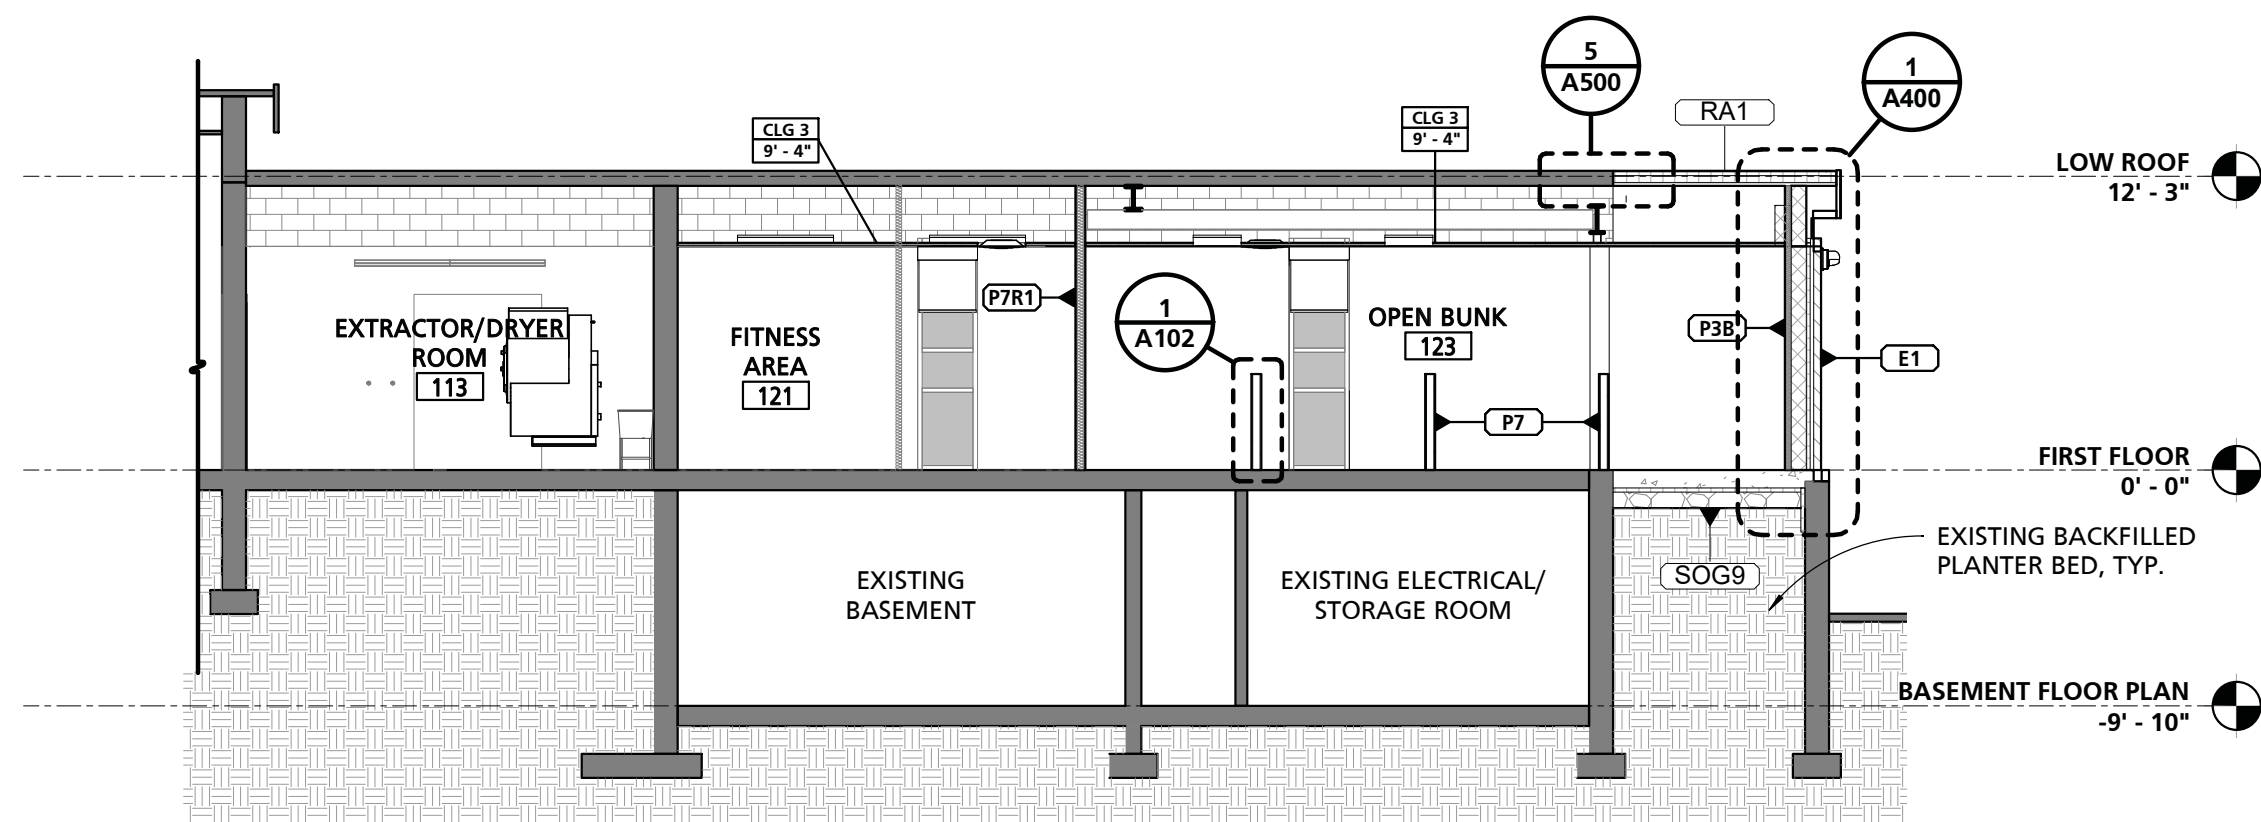 5
A500
1
A400
RA1
CLG 3
9' - 4"
CLG 3
9' - 4"
LOW ROOF
12' - 3"
P7R1
1
A102
OPEN BUNK
123
P3B
E1
EXTRACTOR/DRYER
ROOM
113
FITNESS
AREA
121
P7
FIRST FLOOR
0' - 0"
EXISTING BACKFILLED
PLANTER BED, TYP.
SOG9
EXISTING
BASEMENT
EXISTING ELECTRICAL/
STORAGE ROOM
BASEMENT FLOOR PLAN
-9' - 10"